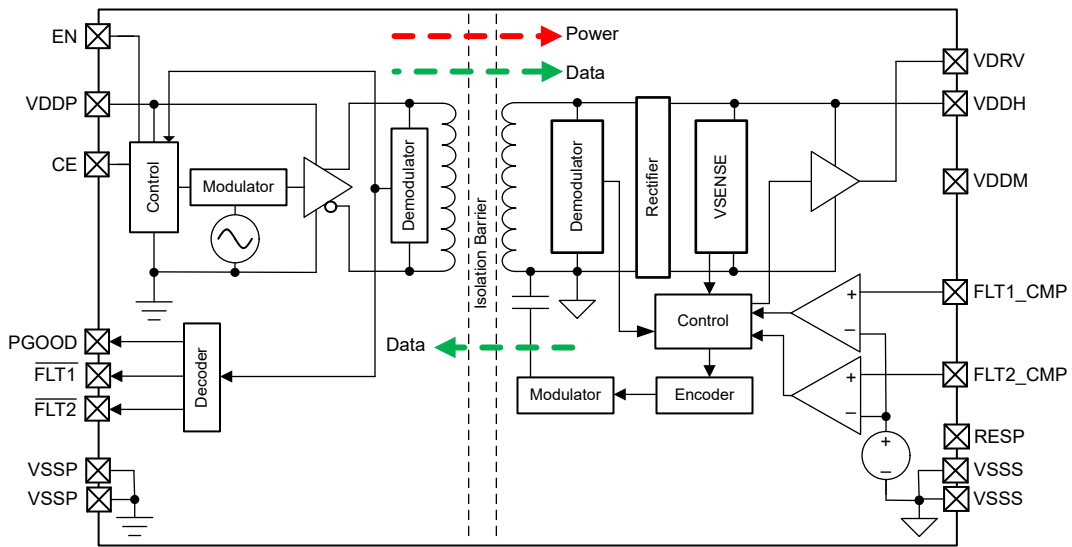 EN
Power
VDRV
Data
VDDP
VDDH
CE
Control
Modulator
Demodulator
Isolation Barrier
Demodulator
Rectifier
VSENSE
VDDM
FLT1_CMP
+
−
Control
PGOOD
Data
FLT1
FLT2
Decoder
FLT2_CMP
+
−
Modulator
Encoder
RESP
+
−
VSSP
VSSS
VSSP
VSSS